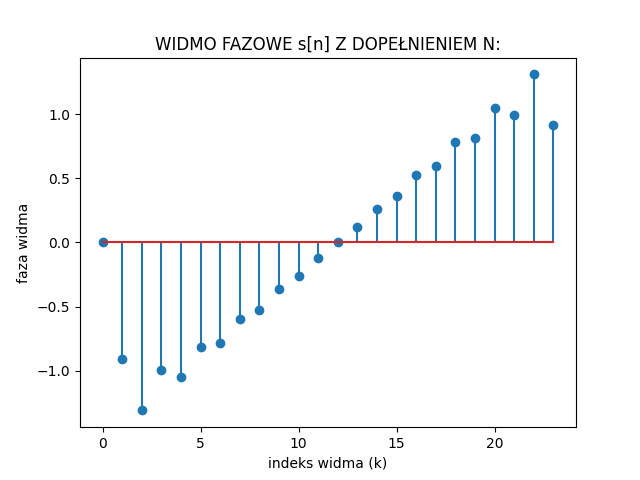 WIDMO FAZOWE s[n] Z DOPEŁNIENIEM N:
1.0
0.5
0.0
−0.5
−1.0
faza widma
0 5 10 15 20
indeks widma (k)